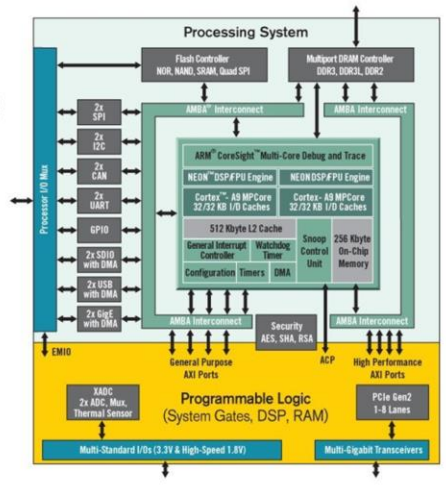 Processing System
Flash Controller
NOR, NAND, SRAM, Quad SPI
Multiport DRAM Controller
DDR3, DDR3L, DDR2
AMBA® Interconnect
AMBA Interconnect
Processor I/O Mux
2x
SPI
2x
I2C
2x
CAN
2x
UART
GPIO
2x SDIO
with DMA
2x USB
with DMA
2x GigE
with DMA
ARM® CoreSight™ Multi-Core Debug and Trace
NEON™ DSP/FPU Engine
NEON DSP/FPU Engine
Cortex™- A9 MPCore
32/32 KB I/D Caches
Cortex- A9 MPCore
32/32 KB I/D Caches
512 Kbyte L2 Cache
General Interrupt
Controller
Watchdog
Timer
Configuration
Timers
DMA
Snoop
Control
Unit
256 Kbyte
On-Chip
Memory
AMBA Interconnect
Security
AES, SHA, RSA
AMBA Interconnect
EMIO
General Purpose
AXI Ports
ACP
High Performance
AXI Ports
XADC
2x ADC, Mux,
Thermal Sensor
Programmable Logic
(System Gates, DSP, RAM)
PCIe Gen2
1-8 Lanes
Multi-Standard I/Os (3.3V & High-Speed 1.8V)
Multi-Gigabit Transceivers